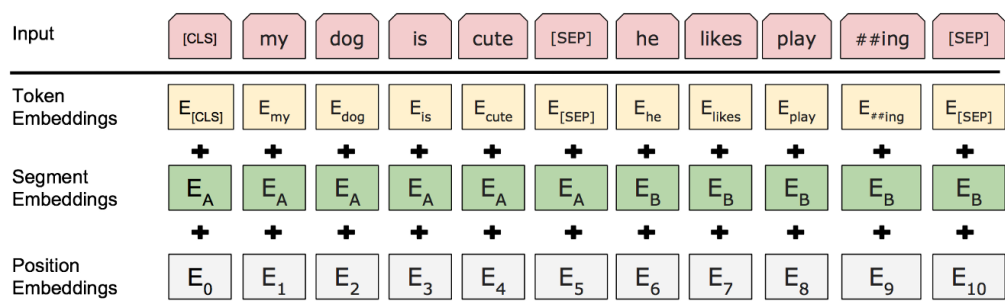 Input [CLS] my dog is cute [SEP] he likes play ##ing [SEP]
Token Embeddings E[CLS] Emy Edog Eis Ecute E[SEP] Ehe Elikes Eplay E##ing E[SEP]
+ + + + + + + + + + +
Segment Embeddings EA EA EA EA EA EA EB EB EB EB EB
+ + + + + + + + + + +
Position Embeddings E0 E1 E2 E3 E4 E5 E6 E7 E8 E9 E10